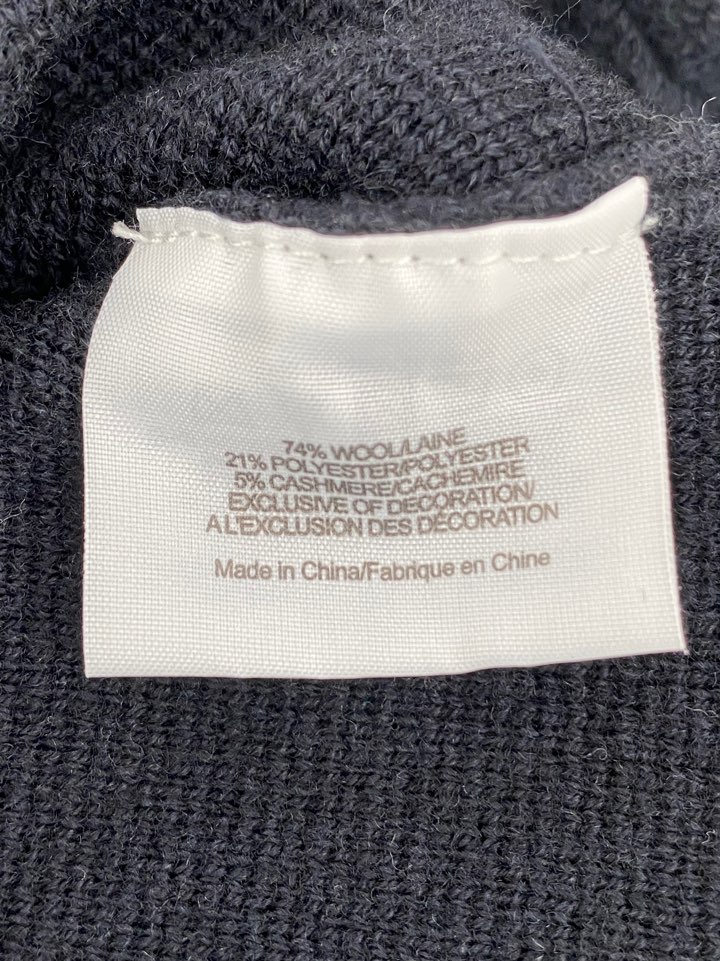 74% WOOL/LAINE
21% POLYESTER/POLYESTER
5% CASHMERE/CACHEMIRE
EXCLUSIVE OF DECORATION/
A L'EXCLUSION DES DÉCORATION
Made in China/Fabrique en Chine